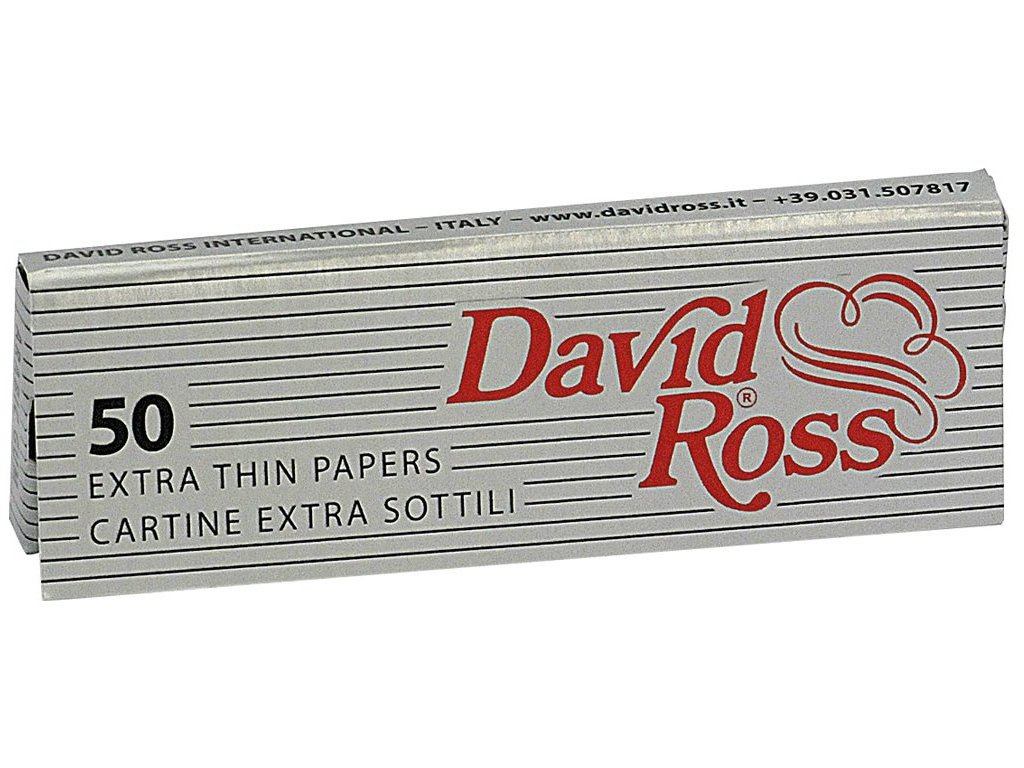 DAVID ROSS INTERNATIONAL – ITALY – www.davidross.it – +39.031.507817
David
Ross®
50
EXTRA THIN PAPERS
CARTINE EXTRA SOTTILI